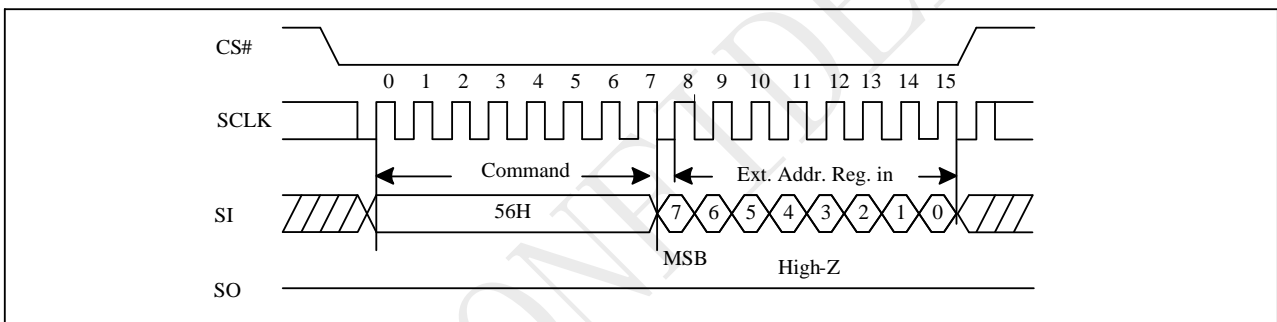 CS#
0 1 2 3 4 5 6 7 8 9 10 11 12 13 14 15
SCLK
Command
Ext. Addr. Reg. in
SI
56H
7 6 5 4 3 2 1 0
MSB
High-Z
SO